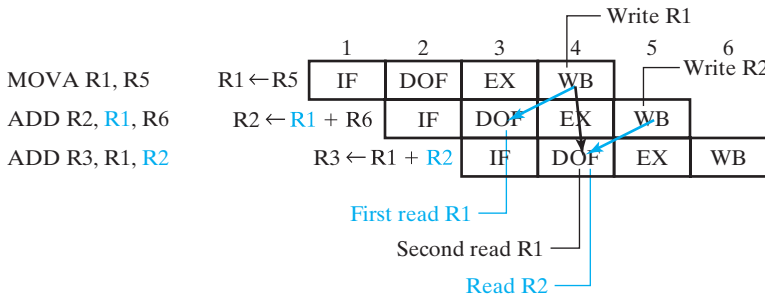 Write R1
1 2 3 4 5 6
Write R2
MOVA R1, R5 R1 ← R5 IF DOF EX WB
ADD R2, R1, R6 R2 ← R1 + R6 IF DOF EX WB
ADD R3, R1, R2 R3 ← R1 + R2 IF DOF EX WB
First read R1
Second read R1
Read R2